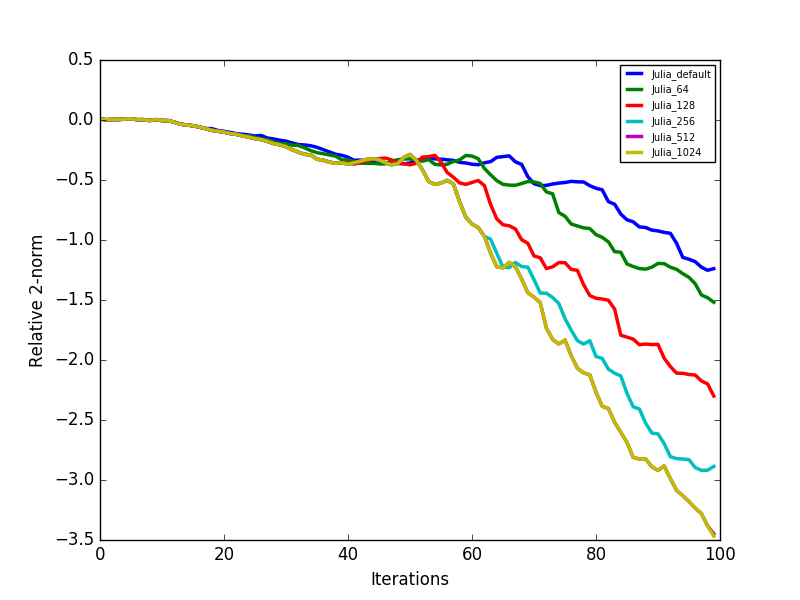 0.5
0.0
−0.5
−1.0
−1.5
−2.0
−2.5
−3.0
−3.5
Relative 2-norm
Julia_default
Julia_64
Julia_128
Julia_256
Julia_512
Julia_1024
0 20 40 60 80 100
Iterations